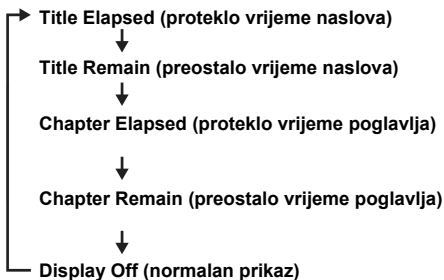 Title Elapsed (proteklo vrijeme naslova)
Title Remain (preostalo vrijeme naslova)
Chapter Elapsed (proteklo vrijeme poglavlja)
Chapter Remain (preostalo vrijeme poglavlja)
Display Off (normalan prikaz)